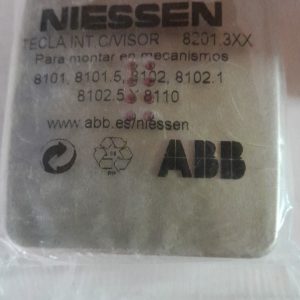 NIESSEN
TECLA INT.C/VISOR 8201.3XX
Para montar en mecanismos
8101, 8101.5, 8102, 8102.1
8102.5, 8110
www.abb.es/niessen
ABB